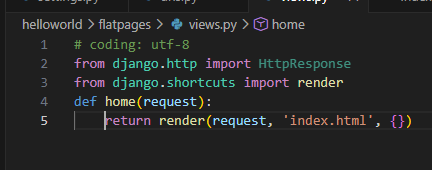 helloworld > flatpages > views.py > home
1 # coding: utf-8
2 from django.http import HttpResponse
3 from django.shortcuts import render
4 def home(request):
5     return render(request, 'index.html', {})